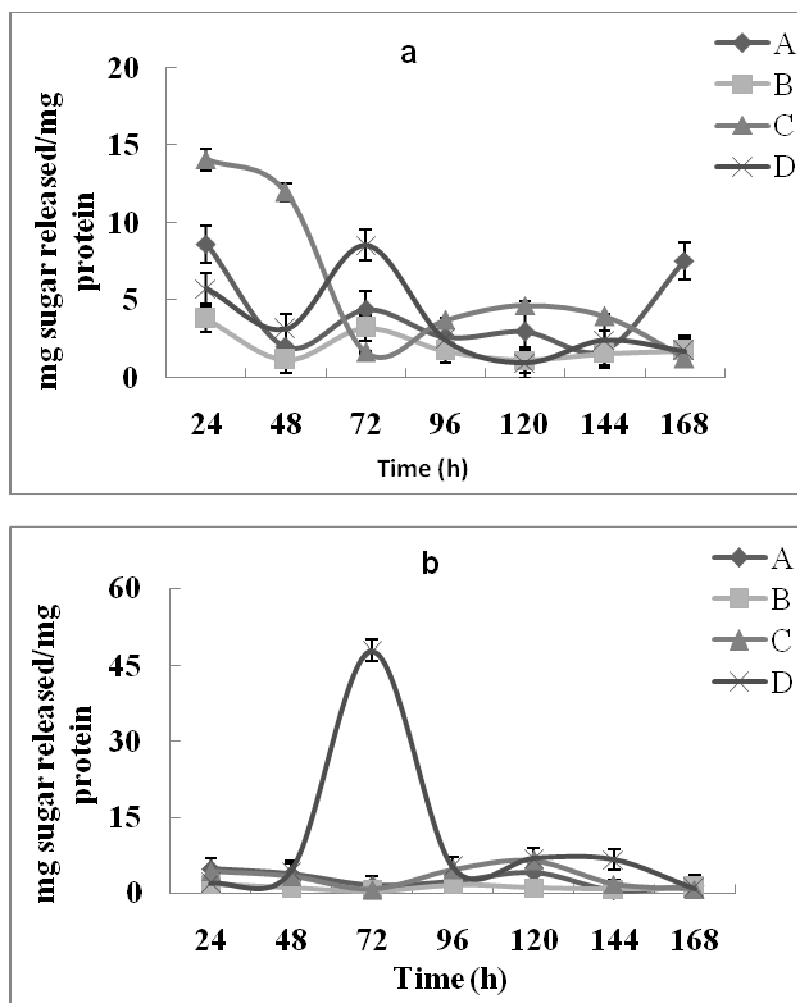 a
mg sugar released/mg
protein
20
15
10
5
0
24 48 72 96 120 144 168
Time (h)
A
B
C
D
b
mg sugar released/mg
protein
60
45
30
15
0
24 48 72 96 120 144 168
Time (h)
A
B
C
D